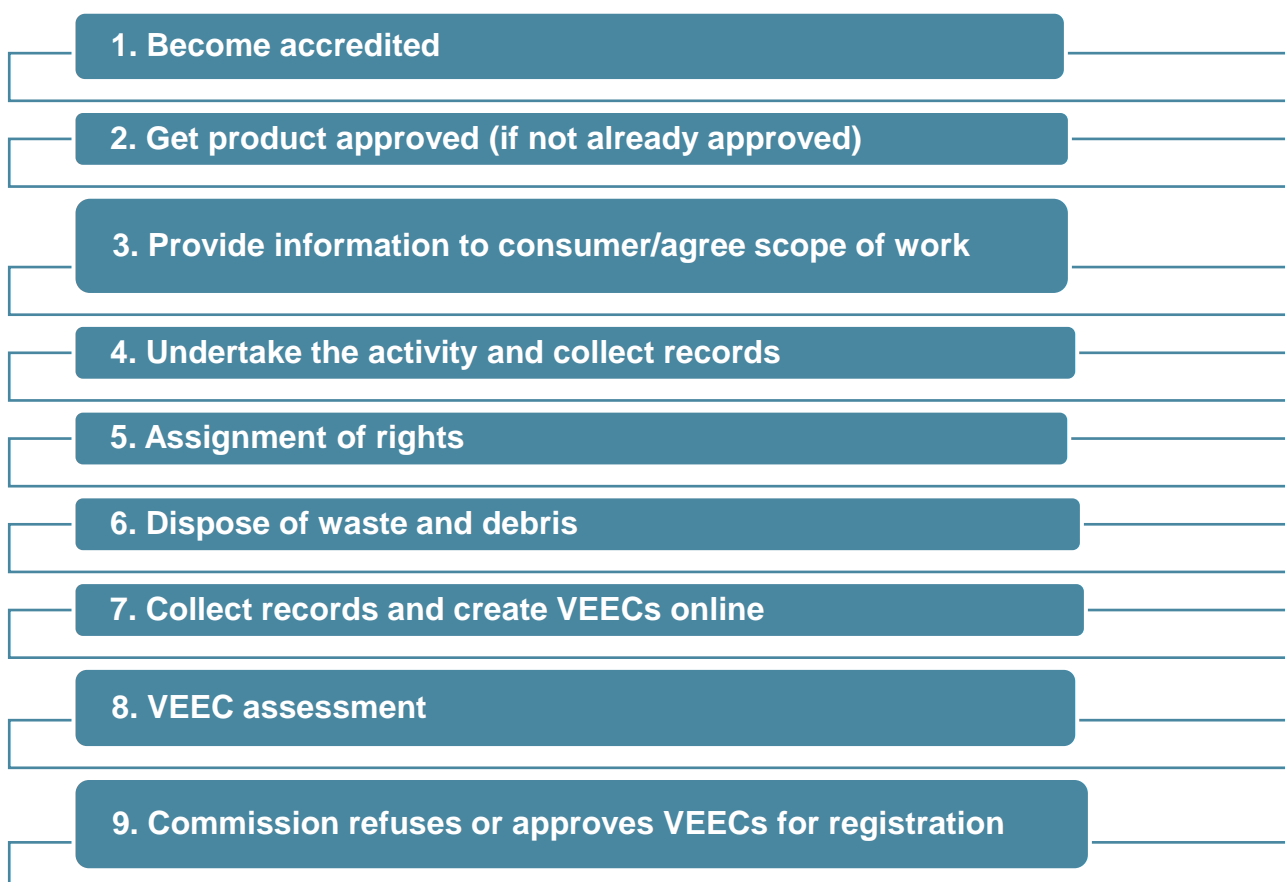 1. Become accredited
2. Get product approved (if not already approved)
3. Provide information to consumer/agree scope of work
4. Undertake the activity and collect records
5. Assignment of rights
6. Dispose of waste and debris
7. Collect records and create VEECs online
8. VEEC assessment
9. Commission refuses or approves VEECs for registration